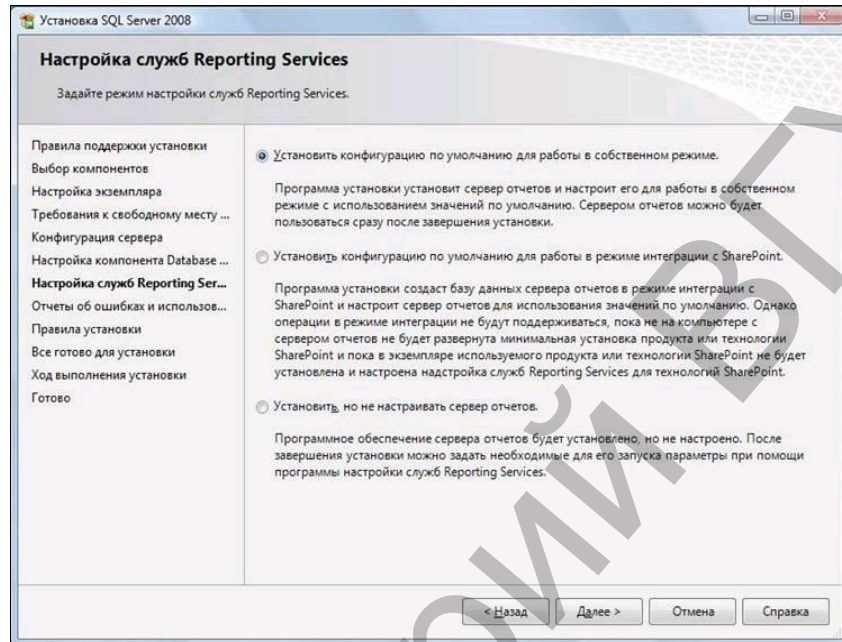 Установка SQL Server 2008
Настройка служб Reporting Services
Задайте режим настройки служб Reporting Services.
Правила поддержки установки
Выбор компонентов
Настройка экземпляра
Требования к свободному месту ...
Конфигурация сервера
Настройка компонента Database ...
Настройка служб Reporting Ser...
Отчеты об ошибках и использов...
Правила установки
Все готово для установки
Ход выполнения установки
Готово
Установить конфигурацию по умолчанию для работы в собственном режиме.
Программа установки установит сервер отчетов и настроит его для работы в собственном
режиме с использованием значений по умолчанию. Сервером отчетов можно будет
пользоваться сразу после завершения установки.
Установить конфигурацию по умолчанию для работы в режиме интеграции с SharePoint.
Программа установки создаст базу данных сервера отчетов в режиме интеграции с
SharePoint и настроит сервер отчетов для использования значений по умолчанию. Однако
операции в режиме интеграции не будут поддерживаться, пока не на компьютере с
сервером отчетов не будет развернута минимальная установка продукта или технологии
SharePoint и пока в экземпляре используемого продукта или технологии SharePoint не будет
установлена и настроена надстройка служб Reporting Services для технологий SharePoint.
Установить, но не настраивать сервер отчетов.
Программное обеспечение сервера отчетов будет установлено, но не настроено. После
завершения установки можно задать необходимые для его запуска параметры при помощи
программы настройки служб Reporting Services.
< Назад
Далее >
Отмена
Справка